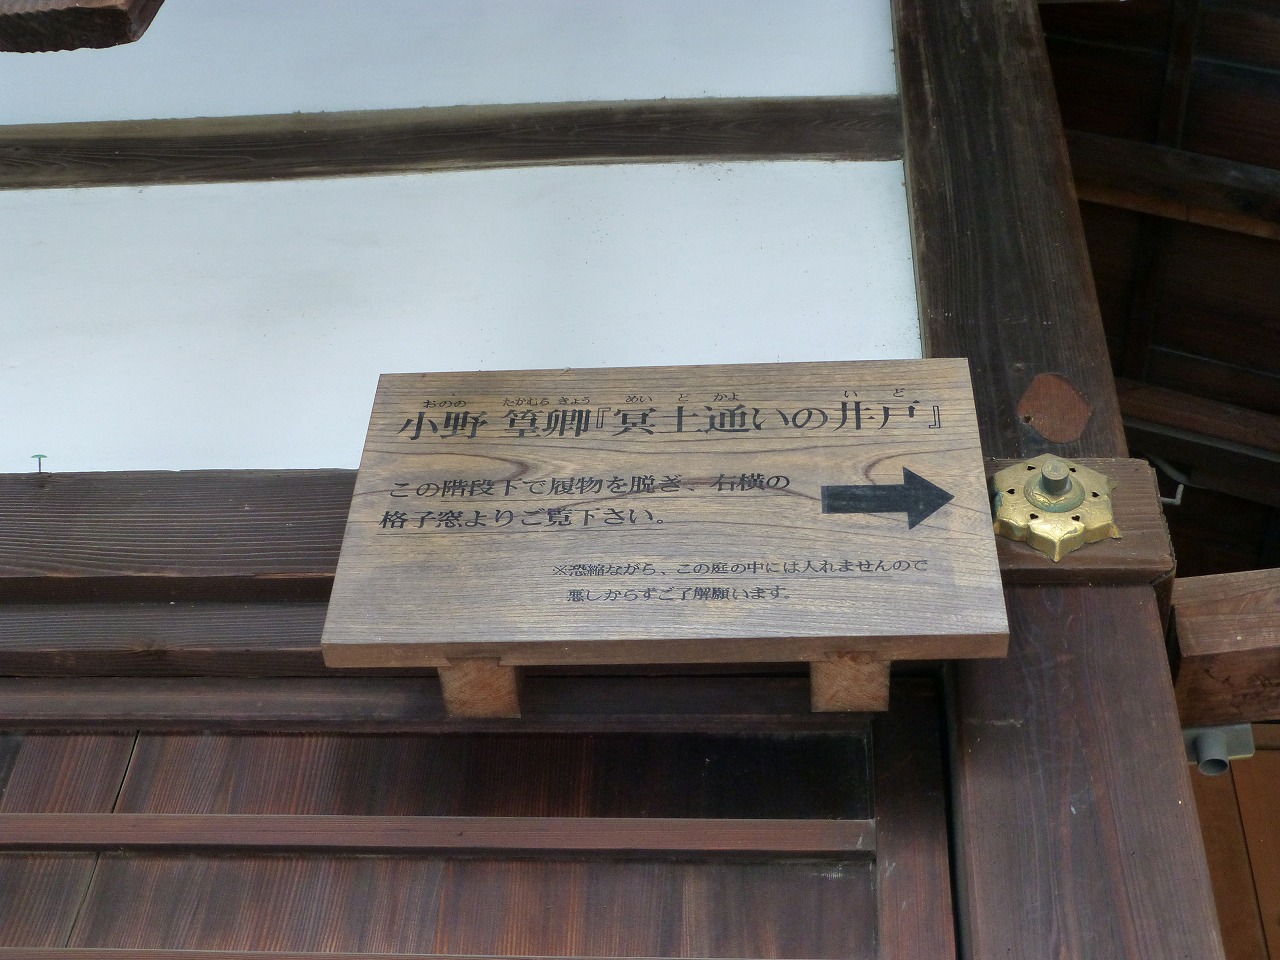 小野 篁卿『冥土通いの井戸』
おのの たかむら きょう めい ど かよ い ど
この階段下で履物を脱ぎ、右横の
格子窓よりご覧下さい。
※恐縮ながら、この庭の中には入れませんので
悪しからずご了解願います。